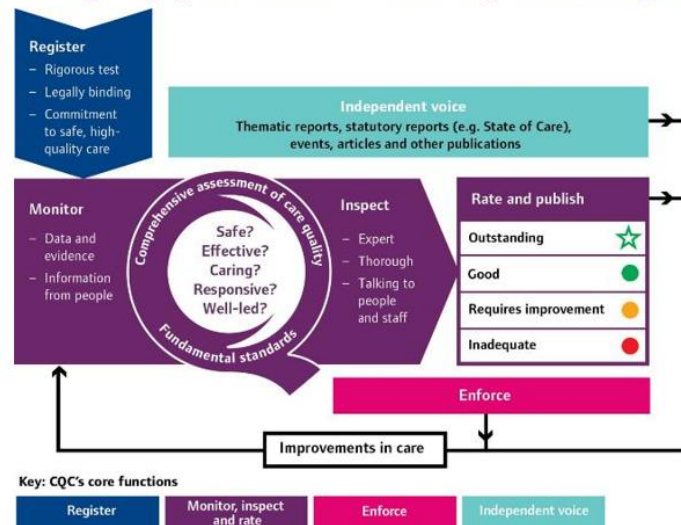 Register
– Rigorous test
– Legally binding
– Commitment
to safe, high-
quality care
Independent voice
Thematic reports, statutory reports (e.g. State of Care),
events, articles and other publications
Monitor
– Data and
evidence
– Information
from people
Comprehensive assessment of care quality
Safe?
Effective?
Caring?
Responsive?
Well-led?
Fundamental standards
Inspect
– Expert
– Thorough
– Talking to
people
and staff
Rate and publish
Outstanding
Good
Requires improvement
Inadequate
Enforce
Improvements in care
Key: CQC's core functions
Register
Monitor, inspect
and rate
Enforce
Independent voice